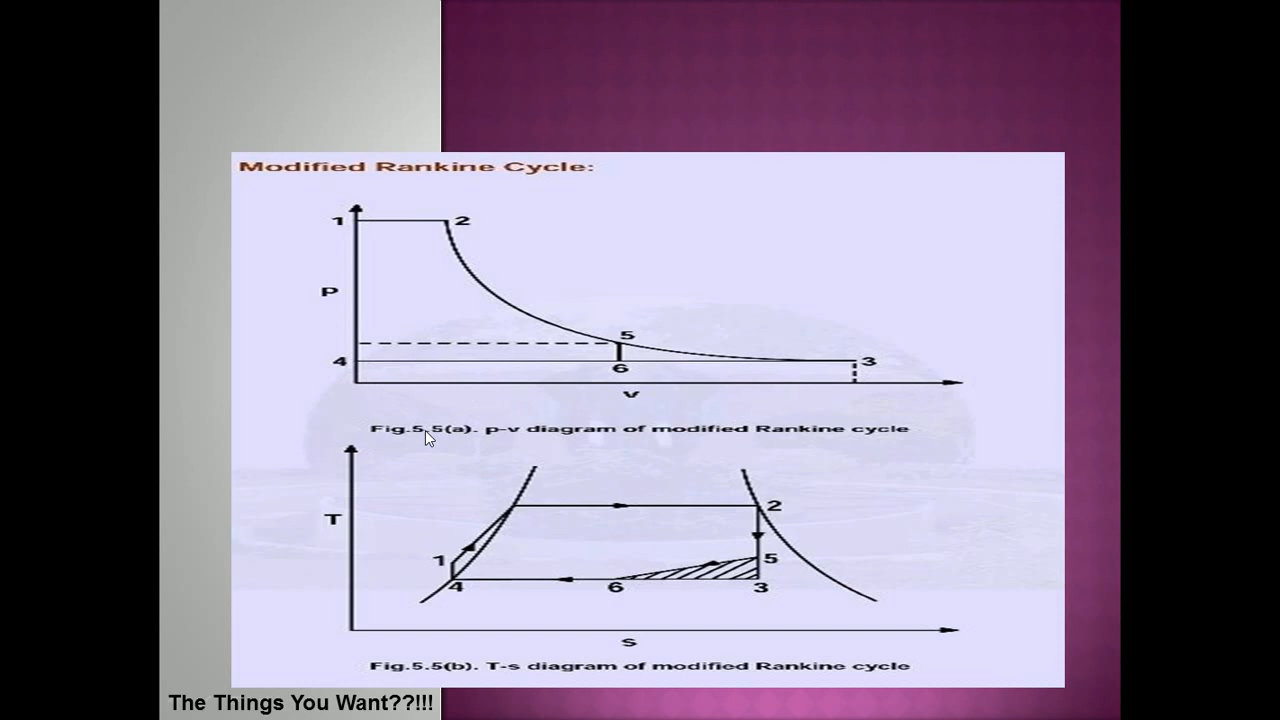 Modified Rankine Cycle:
1
2
p
5
4
6
3
v
Fig.5.5(a). p-v diagram of modified Rankine cycle
2
T
1
5
4
6
3
s
Fig.5.5(b). T-s diagram of modified Rankine cycle
The Things You Want??!!!